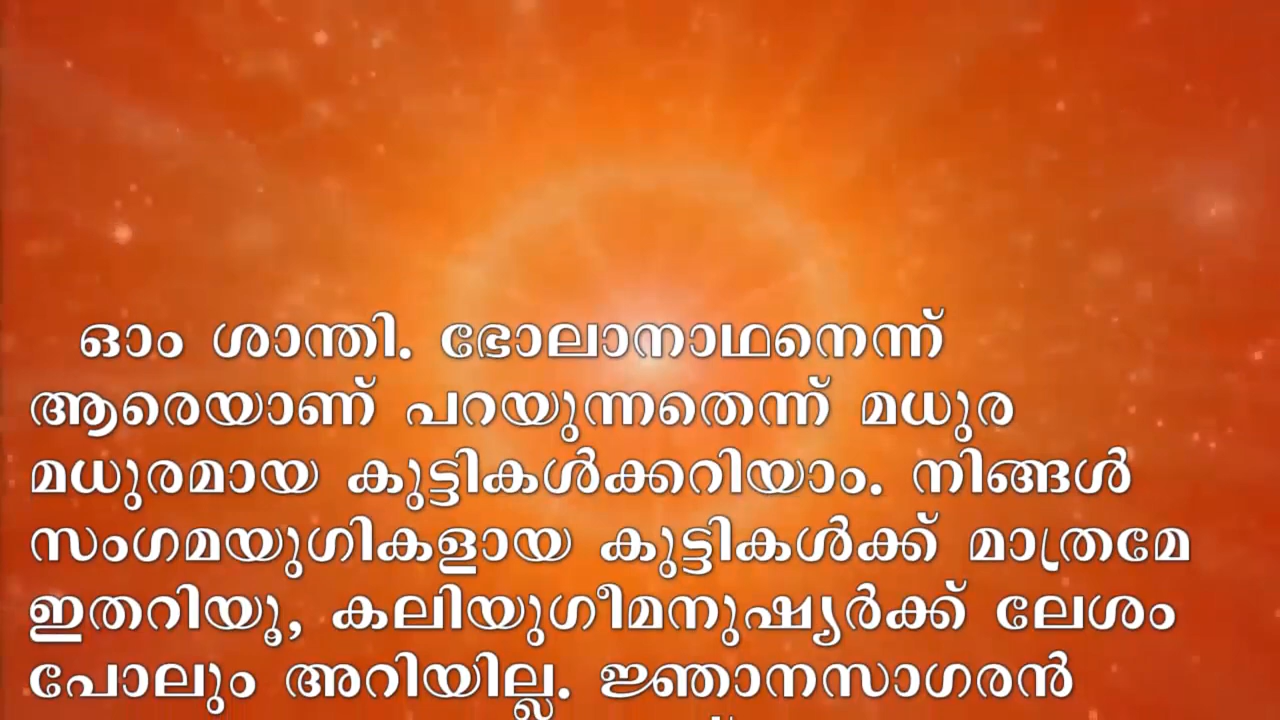 ഓം ശാന്തി. ഭോലാനാഥനെന്ന്
ആരെയാണ് പറയുന്നതെന്ന് മധുര
മധുരമായ കുട്ടികൾക്കറിയാം. നിങ്ങൾ
സംഗമയുഗികളായ കുട്ടികൾക്ക് മാത്രമേ
ഇതറിയൂ, കലിയുഗീമനുഷ്യർക്ക് ലേശം
പോലും അറിയില്ല. ജ്ഞാനസാഗരൻ